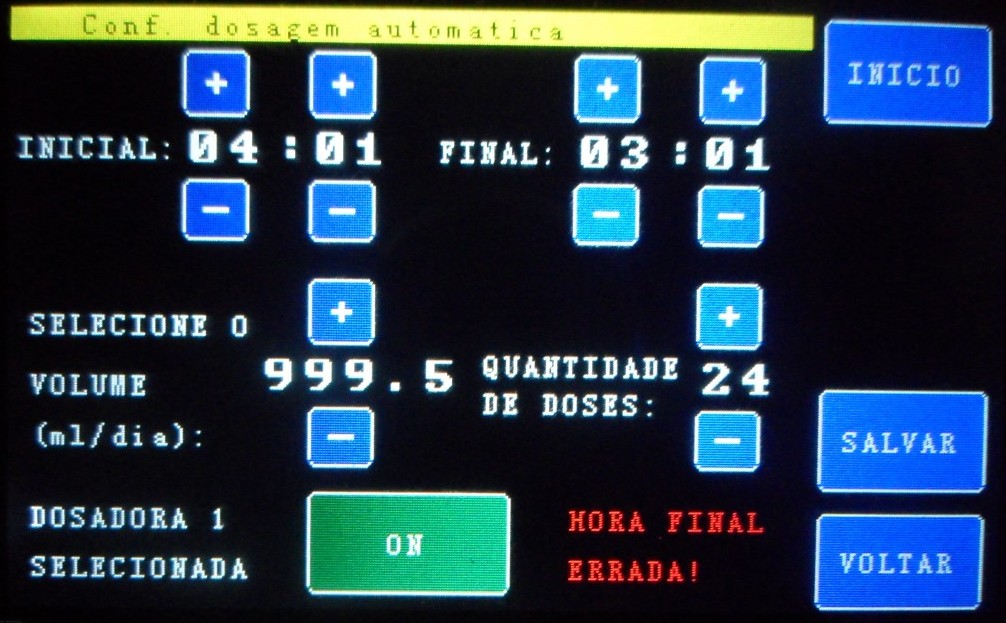 Conf. dosagem automatica
INICIO
+ + + +
INICIAL: 04:01 FINAL: 03:01
- - - -
+ +
SELECIONE O
VOLUME 999.5
(ml/dia):
QUANTIDADE
DE DOSES: 24
- -
SALVAR
DOSADORA 1
SELECIONADA
ON
HORA FINAL
ERRADA!
VOLTAR